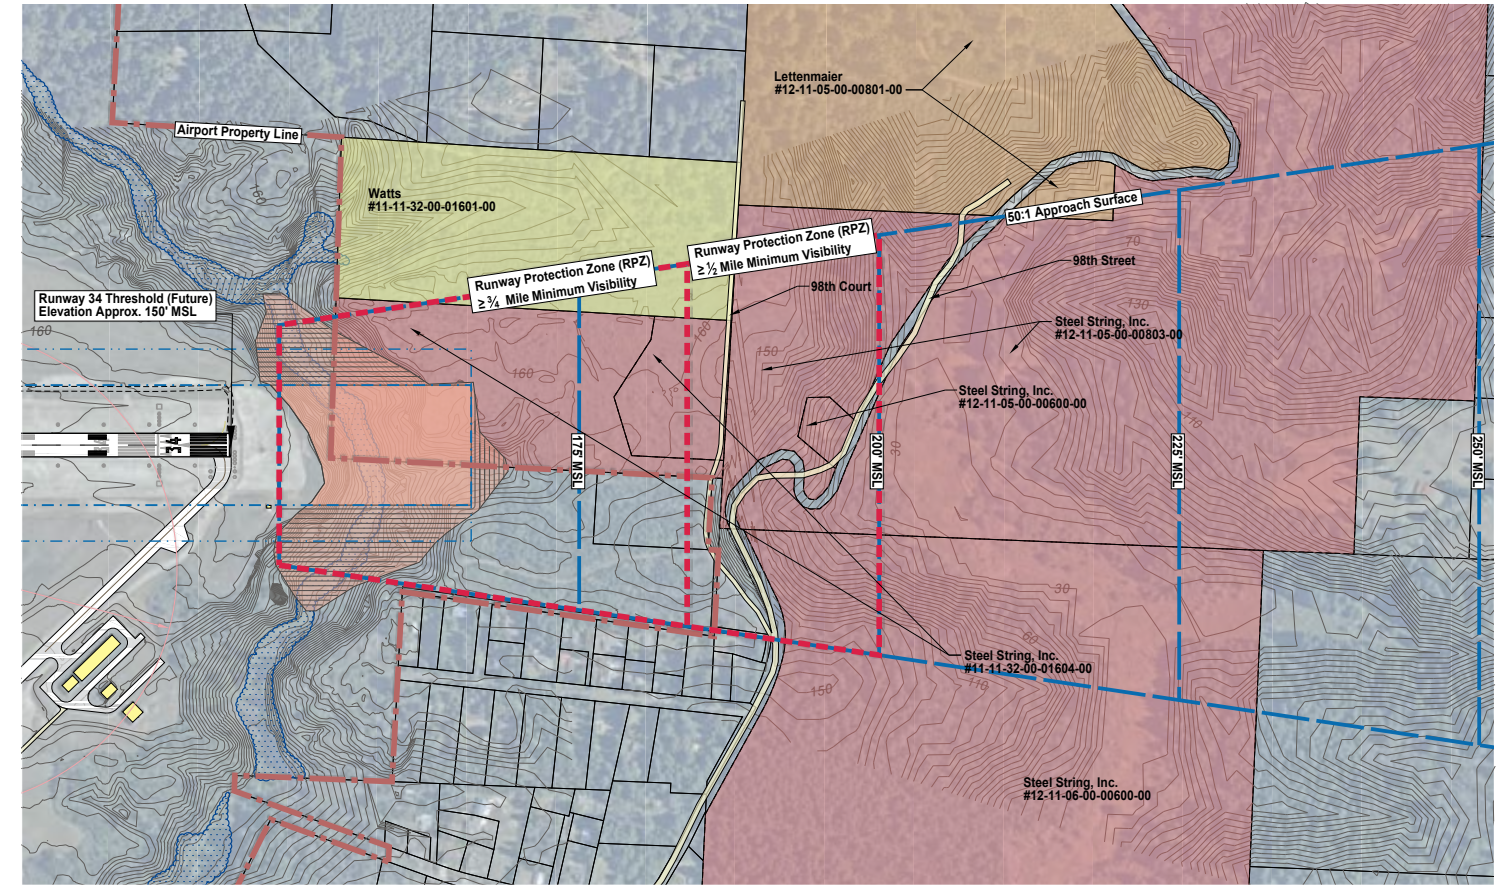 Lettenmaier
#12-11-05-00-00801-00
Airport Property Line
160
Watts
#11-11-32-00-01601-00
50:1 Approach Surface
Runway Protection Zone (RPZ)
≥ ½ Mile Minimum Visibility
Runway Protection Zone (RPZ)
≥ ¾ Mile Minimum Visibility
70
98th Street
98th Court
Runway 34 Threshold (Future)
Elevation Approx. 150' MSL
160
130
Steel String, Inc.
#12-11-05-00-00803-00
160
150
160
Steel String, Inc.
#12-11-05-00-00600-00
110
34
175' MSL
200' MSL
30
225' MSL
250' MSL
30
60
Steel String, Inc.
#11-11-32-00-01604-00
110
150
Steel String, Inc.
#12-11-06-00-00600-00